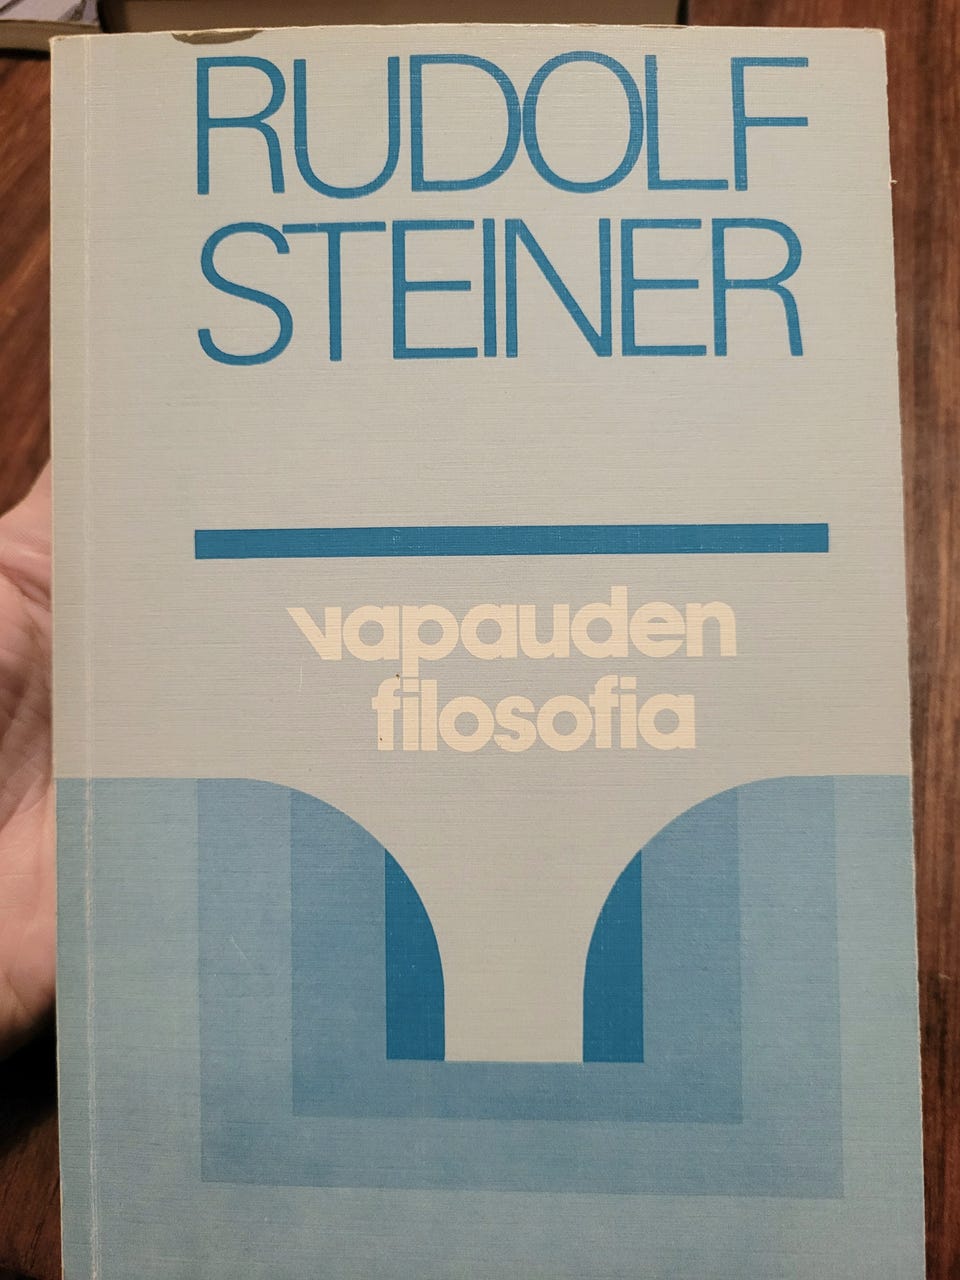 RUDOLF
STEINER
vapauden
filosofia